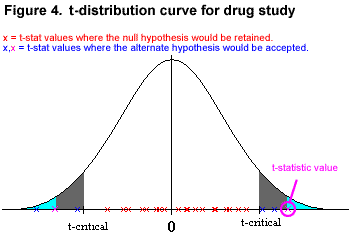 Figure 4. t-distribution curve for drug study
x = t-stat values where the null hypothesis would be retained.
x,x = t-stat values where the alternate hypothesis would be accepted.
t-statistic value
t-critical 0 t-critical